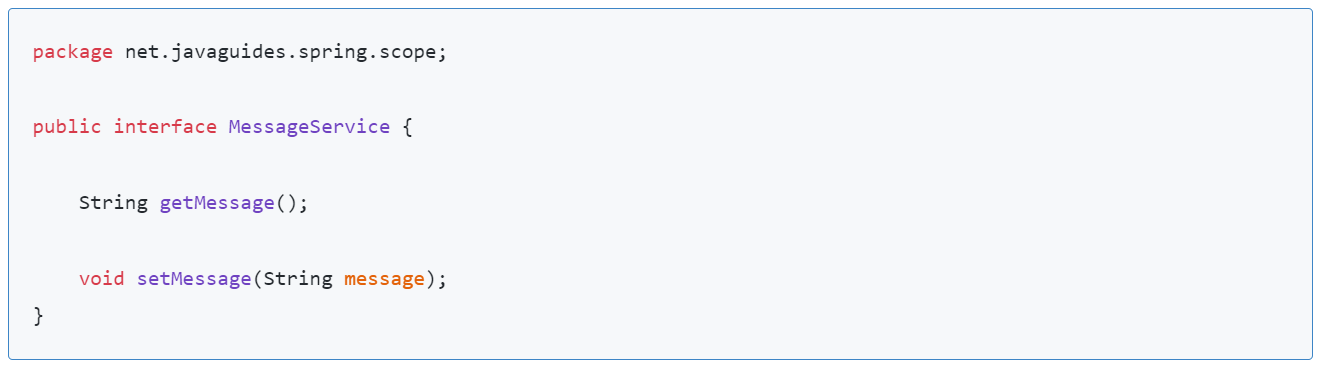 package net.javaguides.spring.scope;
public interface MessageService {
String getMessage();
void setMessage(String message);
}